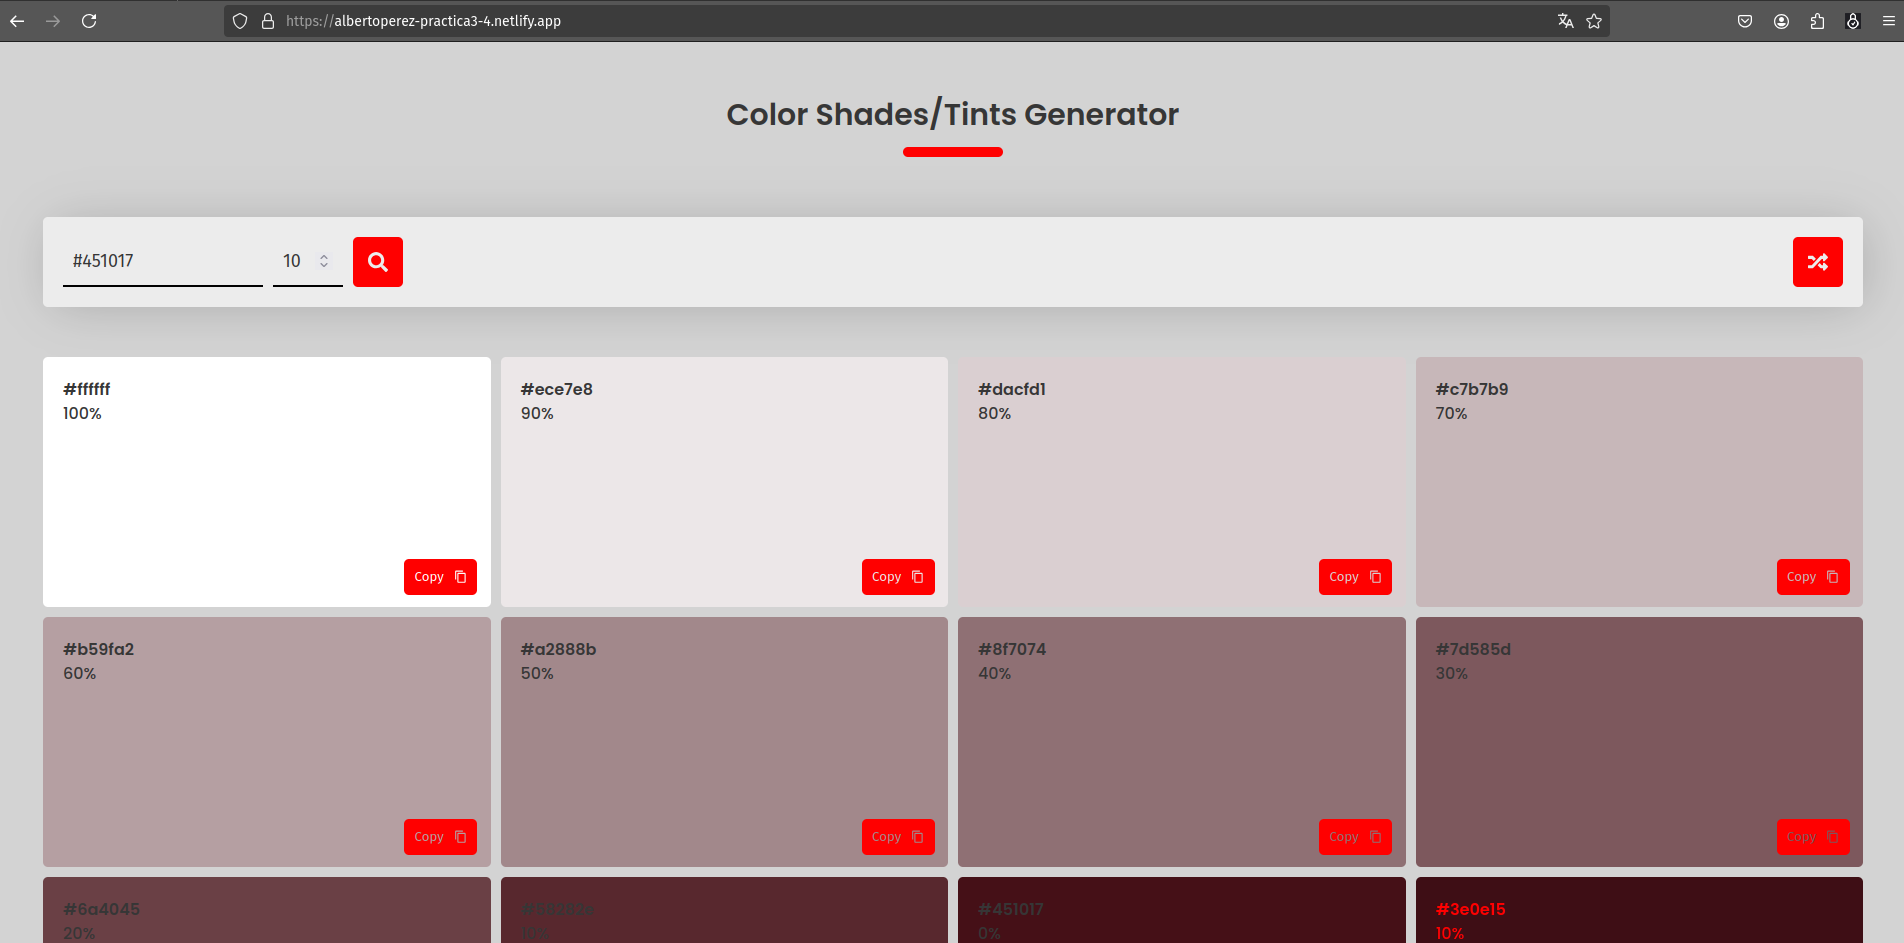 https://albertoperez-practica3-4.netlify.app
Color Shades/Tints Generator
#451017
10
#ffffff
100%
Copy
#ece7e8
90%
Copy
#dacfd1
80%
Copy
#c7b7b9
70%
Copy
#b59fa2
60%
Copy
#a2888b
50%
Copy
#8f7074
40%
Copy
#7d585d
30%
Copy
#6a4045
20%
10%
#451017
0%
#3e0e15
10%